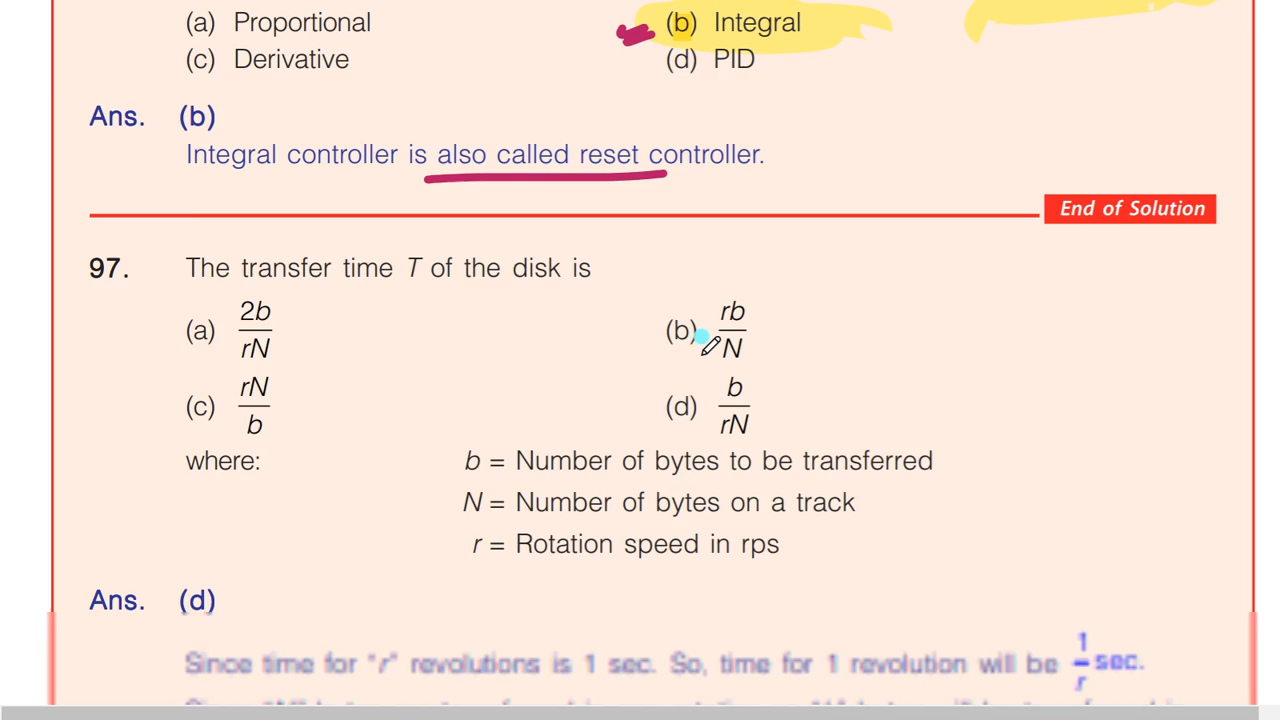 (a) Proportional (b) Integral
(c) Derivative (d) PID
Ans. (b)
Integral controller is also called reset controller.
End of Solution
97. The transfer time T of the disk is
(a) 2b/rN (b) rb/N
(c) rN/b (d) b/rN
where: b = Number of bytes to be transferred
N = Number of bytes on a track
r = Rotation speed in rps
Ans. (d)
Since time for "r" revolutions is 1 sec. So, time for 1 revolution will be 1/r sec.